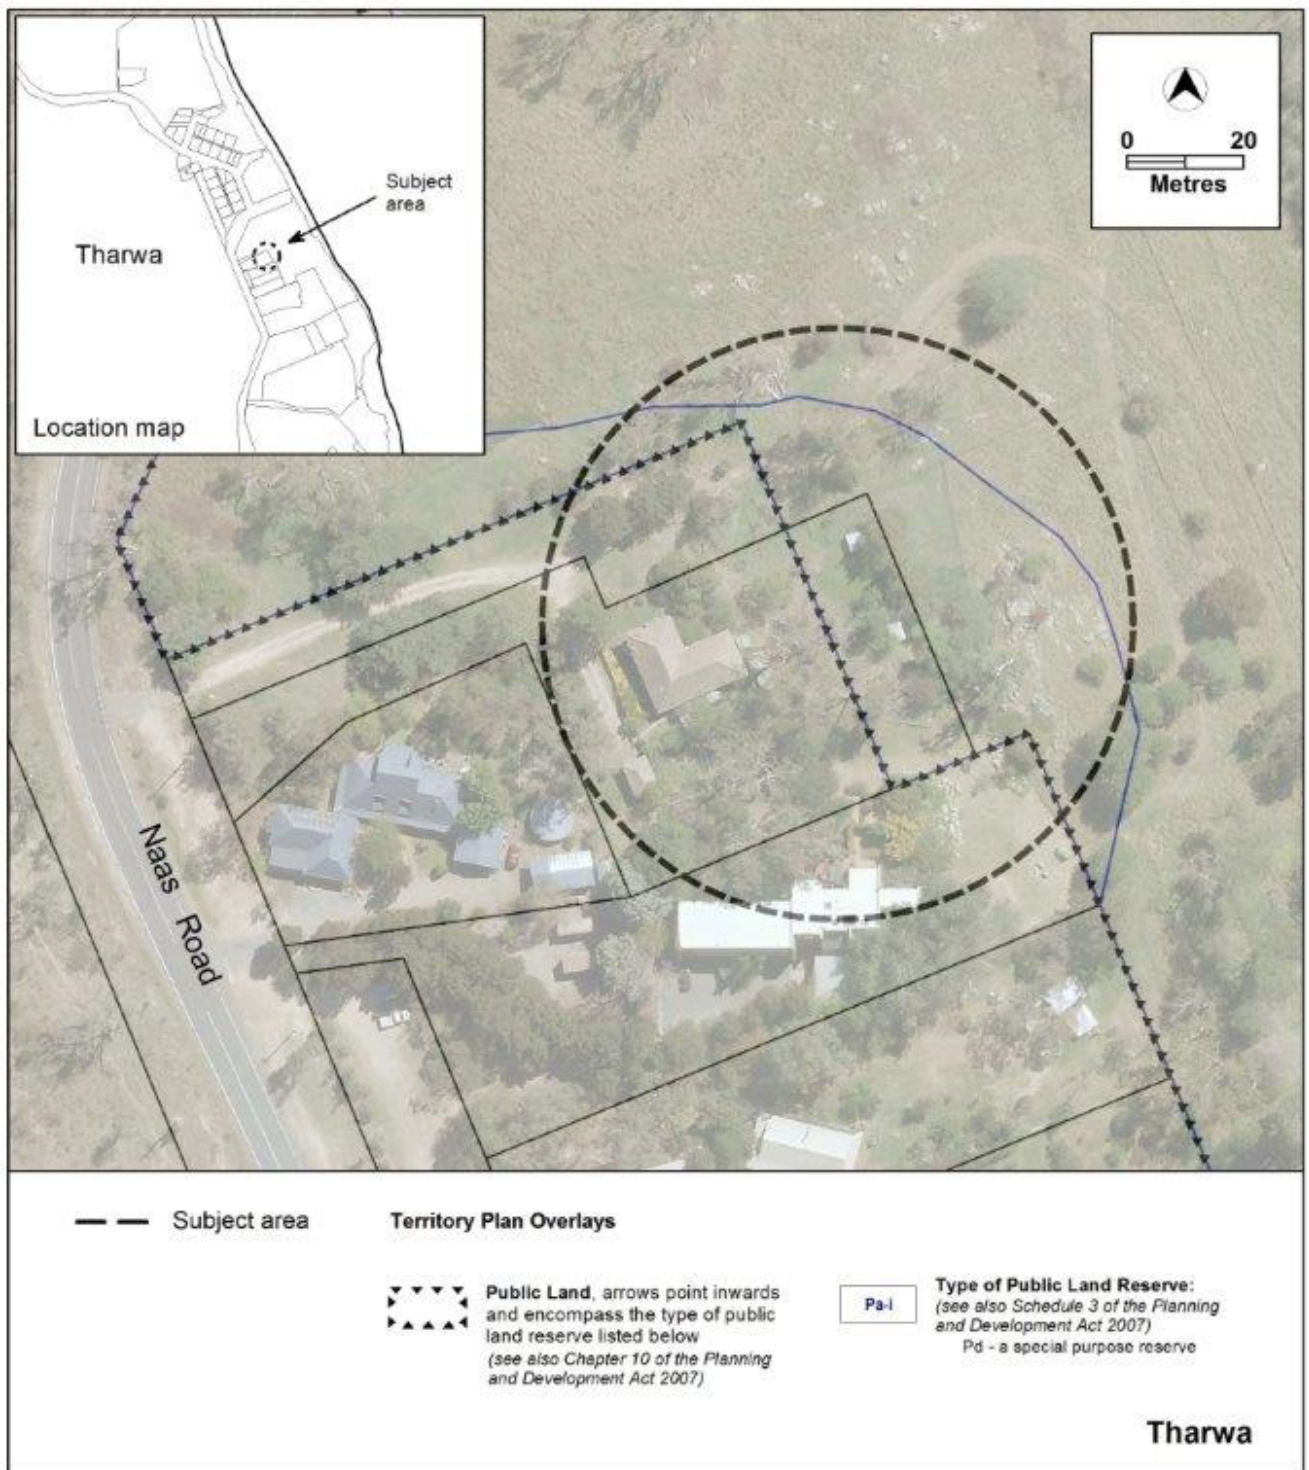 Subject
area
Tharwa
Location map
0 20
Metres
Naas Road
Subject area
Territory Plan Overlays
Public Land, arrows point inwards
and encompass the type of public
land reserve listed below
(see also Chapter 10 of the Planning
and Development Act 2007)
Pa-l
Type of Public Land Reserve:
(see also Schedule 3 of the Planning
and Development Act 2007)
Pd - a special purpose reserve
Tharwa